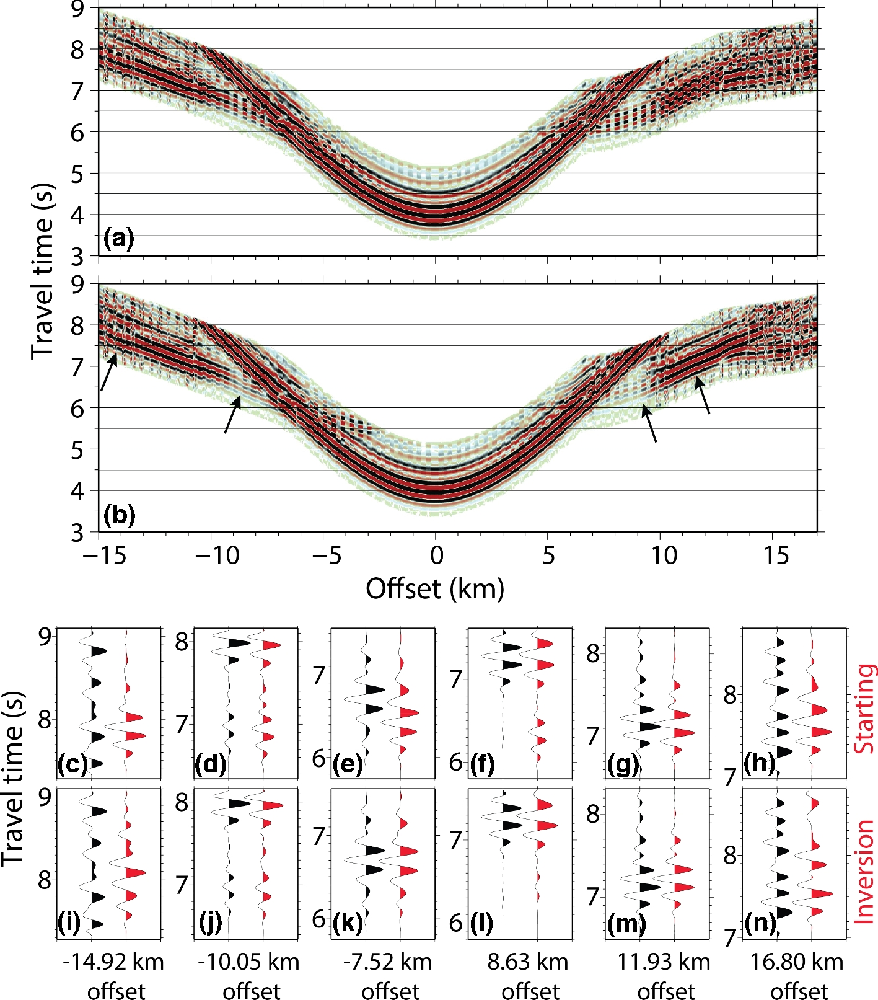 9
8
7
6
5
4
3
(a)
Travel time (s)
9
8
7
6
5
4
3
(b)
−15 −10 −5 0 5 10 15
Offset (km)
Travel time (s)
9
8
(c)
8
7
(d)
7
6
(e)
7
6
(f)
8
7
(g)
8
7
(h)
Starting
9
8
(i)
8
7
(j)
7
6
(k)
7
6
(l)
8
7
(m)
8
7
(n)
Inversion
-14.92 km -10.05 km -7.52 km 8.63 km 11.93 km 16.80 km
offset offset offset offset offset offset